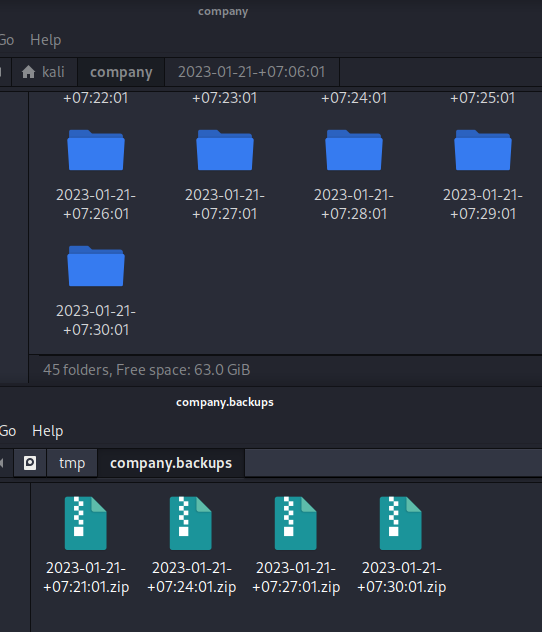 company
Go Help
kali company 2023-01-21-+07:06:01
+07:22:01 +07:23:01 +07:24:01 +07:25:01
2023-01-21- 2023-01-21- 2023-01-21- 2023-01-21-
+07:26:01 +07:27:01 +07:28:01 +07:29:01
2023-01-21-
+07:30:01
45 folders, Free space: 63.0 GiB
company.backups
Go Help
tmp company.backups
2023-01-21- 2023-01-21- 2023-01-21- 2023-01-21-
+07:21:01.zip +07:24:01.zip +07:27:01.zip +07:30:01.zip